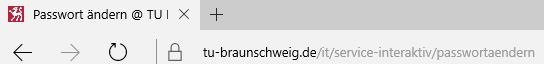 Passwort ändern @ TU
tu-braunschweig.de/it/service-interaktiv/passwortaendern